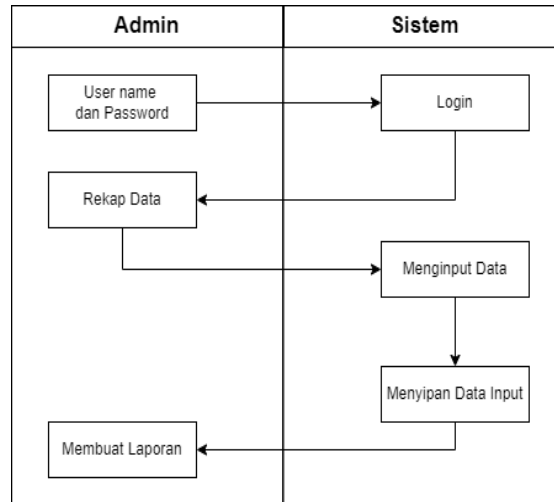 Admin
Sistem
User name
dan Password
Login
Rekap Data
Menginput Data
Menyipan Data Input
Membuat Laporan